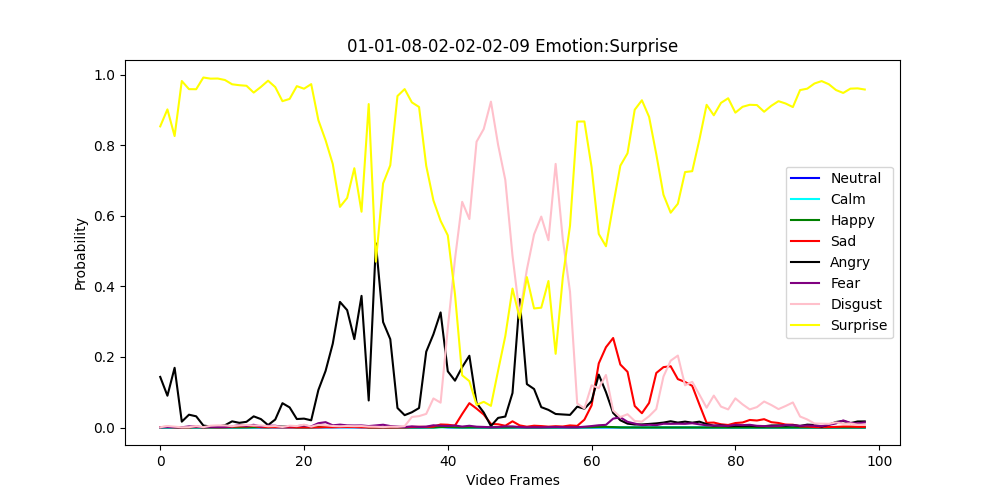 01-01-08-02-02-02-09 Emotion:Surprise
Probability
1.0
0.8
0.6
0.4
0.2
0.0
0
20
40
60
80
100
Video Frames
Neutral
Calm
Happy
Sad
Angry
Fear
Disgust
Surprise